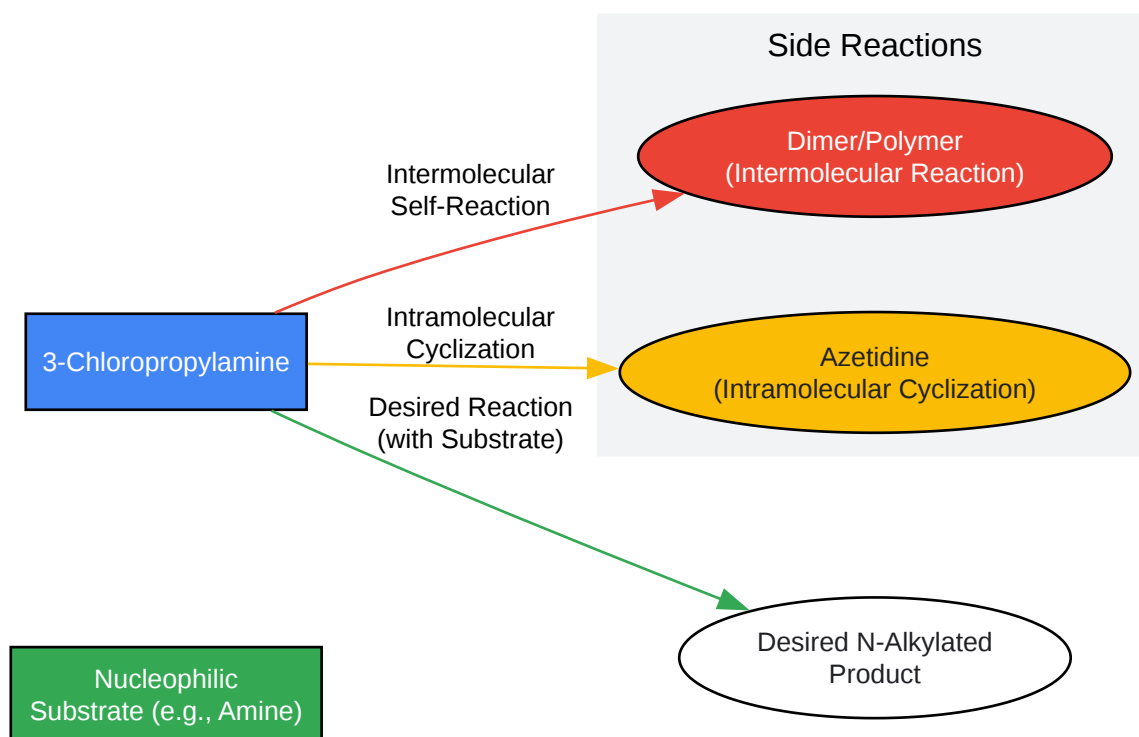 Side Reactions
Dimer/Polymer
(Intermolecular Reaction)
Intermolecular
Self-Reaction
3-Chloropropylamine
Intramolecular
Cyclization
Azetidine
(Intramolecular Cyclization)
Desired Reaction
(with Substrate)
Desired N-Alkylated
Product
Nucleophilic
Substrate (e.g., Amine)